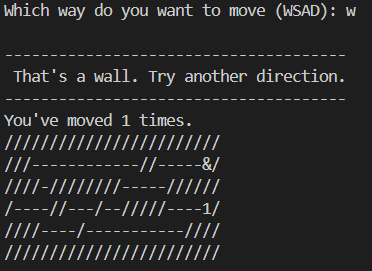 Which way do you want to move (WSAD): w
-------------------------------------
That's a wall. Try another direction.
-------------------------------------
You've moved 1 times.
////////////////////////
///------------//-----&/
////-////////-----//////
/----//---/--/////----1/
////----/-----------////
////////////////////////